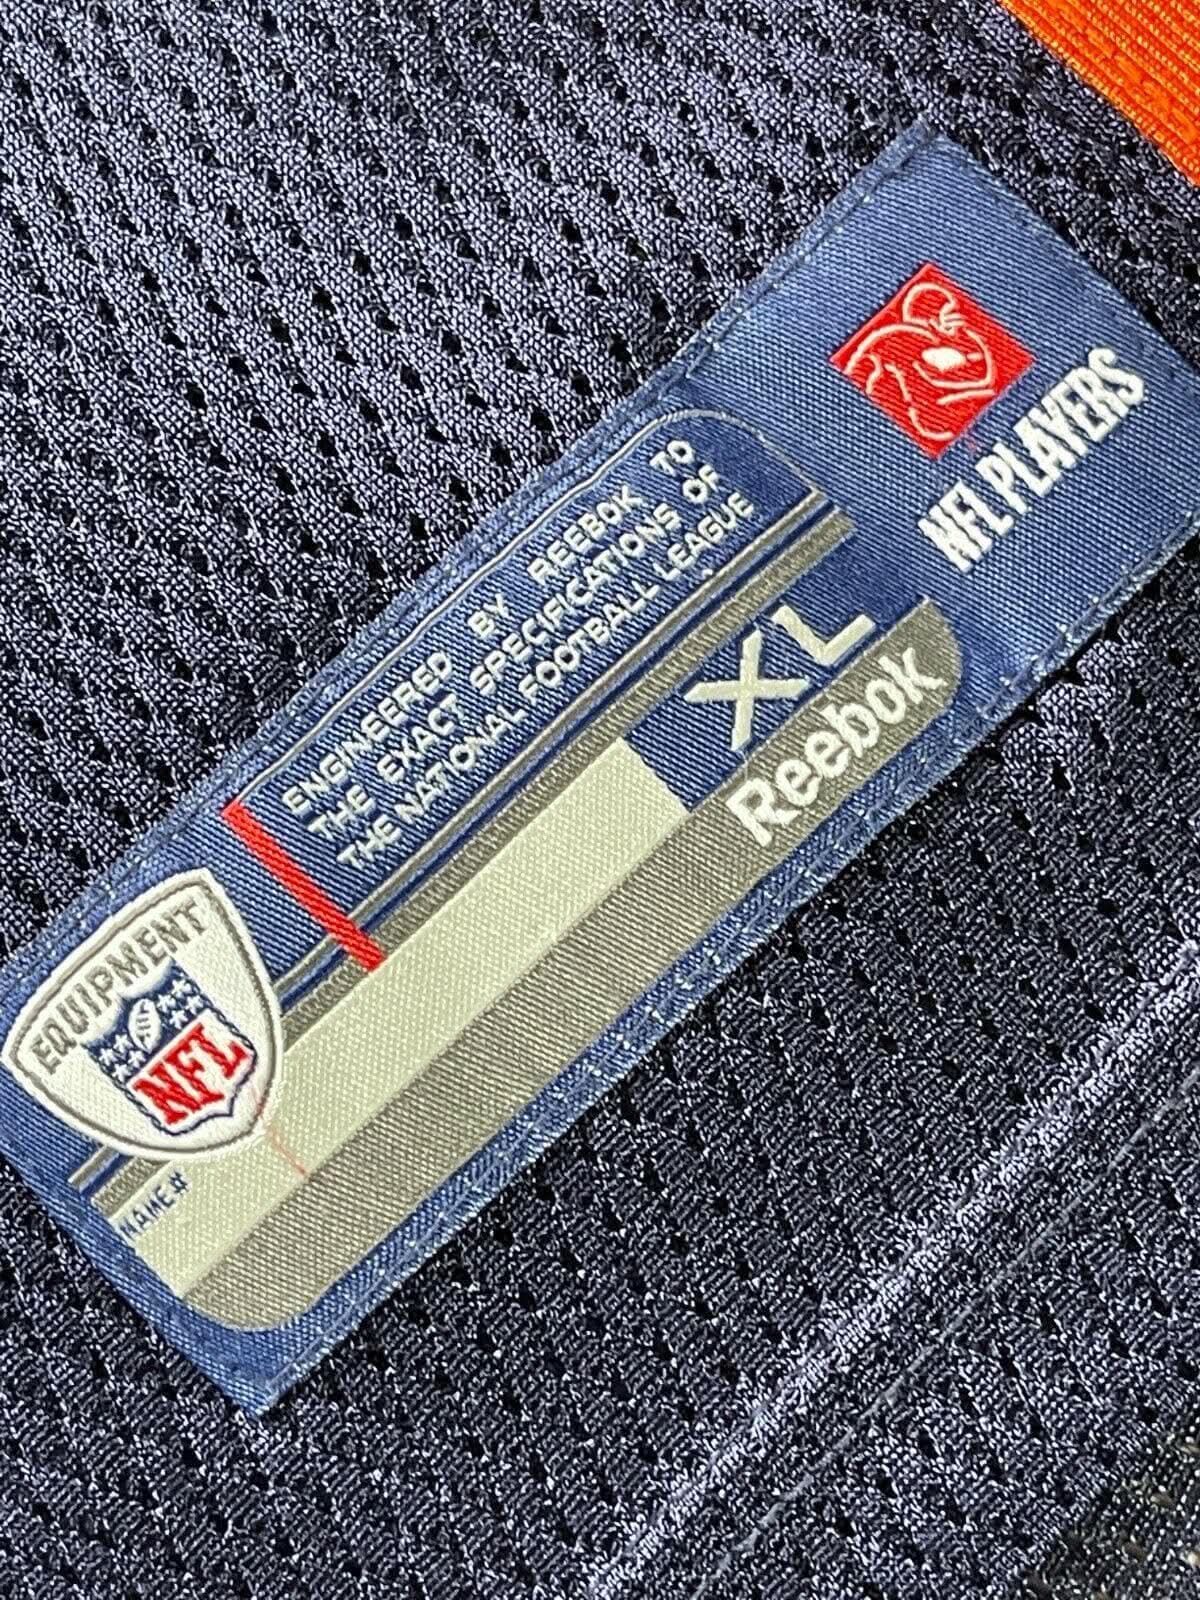 NFL PLAYERS
ENGINEERED BY REEBOK TO
THE EXACT SPECIFICATIONS OF
THE NATIONAL FOOTBALL LEAGUE
XL
Reebok
EQUIPMENT
NFL
NAME#